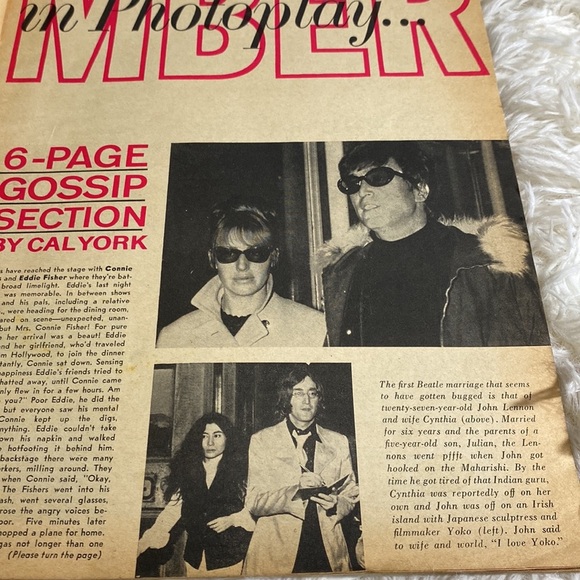 in Photoplay...
MBER
6-PAGE
GOSSIP
SECTION
BY CAL YORK
s have reached the stage with Connie
s and Eddie Fisher where they're bat-
broad limelight. Eddie's last night
was memorable. In between shows
and his pals, including a relative
., were heading for the dining room,
ared on scene—unexpected, unan-
but Mrs. Connie Fisher! For pure
e her arrival was a beaut! Eddie
and her girlfriend, who'd traveled
om Hollywood, to join the dinner
tantly, Connie sat down. Sensing
appiness Eddie's friends tried to
hatted away, until Connie came
nly flew in for a few hours. Am
you?" Poor Eddie, he did the
but everyone saw his mental
Connie kept up the digs,
nything. Eddie couldn't take
own his napkin and walked
e hotfooting it behind him.
backstage there were many
rkers, milling around. They
when Connie said, "Okay,
The Fishers went into his
ash, went several glasses,
rose the angry voices be-
oor. Five minutes later
hopped a plane for home.
gas not longer than one
(Please turn the page)
The first Beatle marriage that seems
to have gotten bugged is that of
twenty-seven-year-old John Lennon
and wife Cynthia (above). Married
for six years and the parents of a
five-year-old son, Julian, the Len-
nons went pffft when John got
hooked on the Maharishi. By the
time he got tired of that Indian guru,
Cynthia was reportedly off on her
own and John was off on an Irish
island with Japanese sculptress and
filmmaker Yoko (left). John said
to wife and world, "I love Yoko."